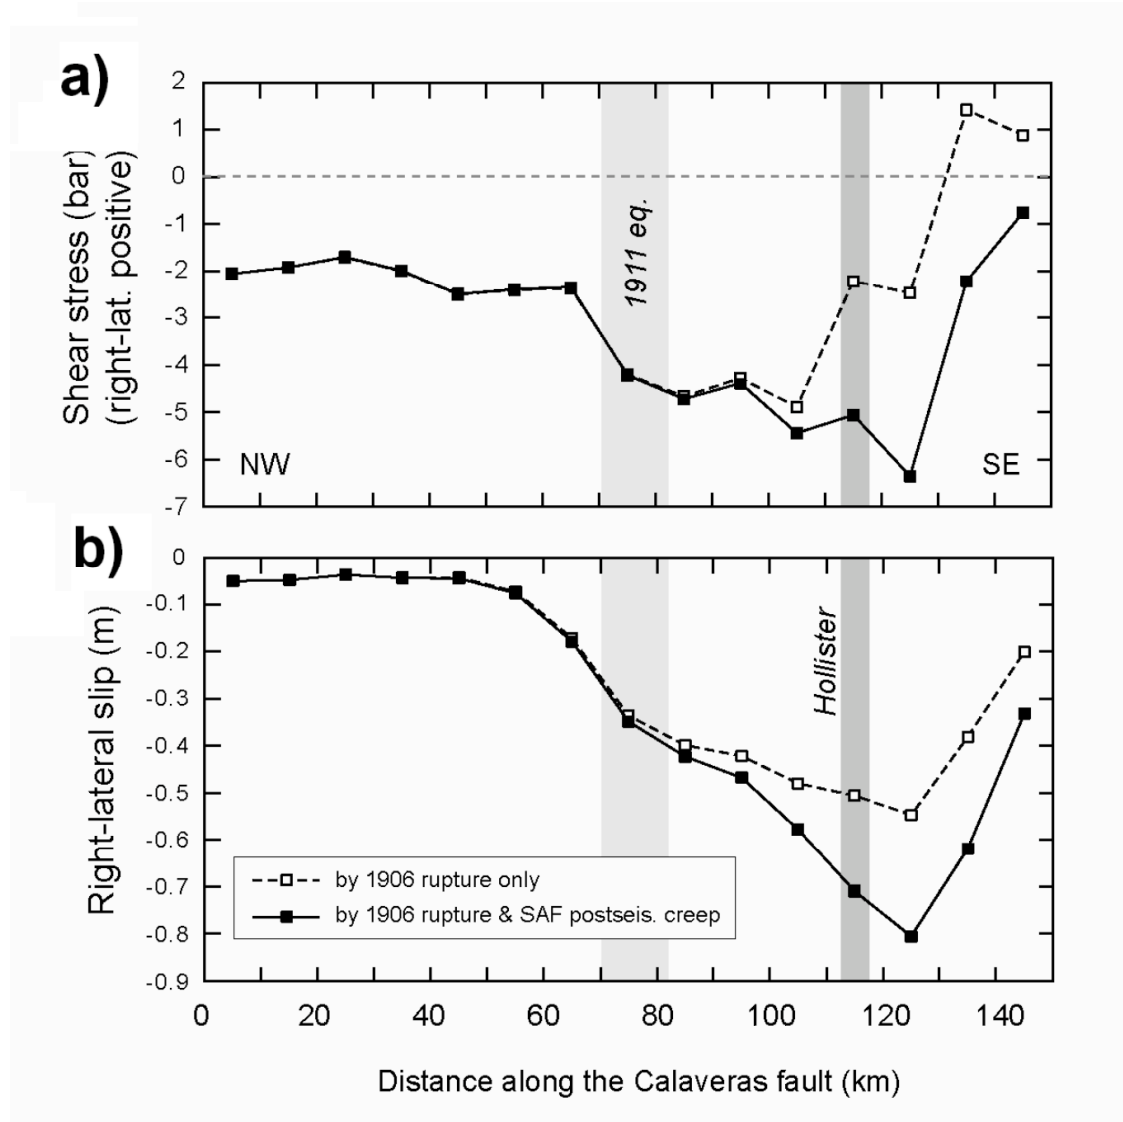 a)
Shear stress (bar)
(right-lat. positive)
2
1
0
-1
-2
-3
-4
-5
-6
-7
1911 eq.
NW
SE
b)
Right-lateral slip (m)
0
-0.1
-0.2
-0.3
-0.4
-0.5
-0.6
-0.7
-0.8
-0.9
Hollister
by 1906 rupture only
by 1906 rupture & SAF postseis. creep
0 20 40 60 80 100 120 140
Distance along the Calaveras fault (km)